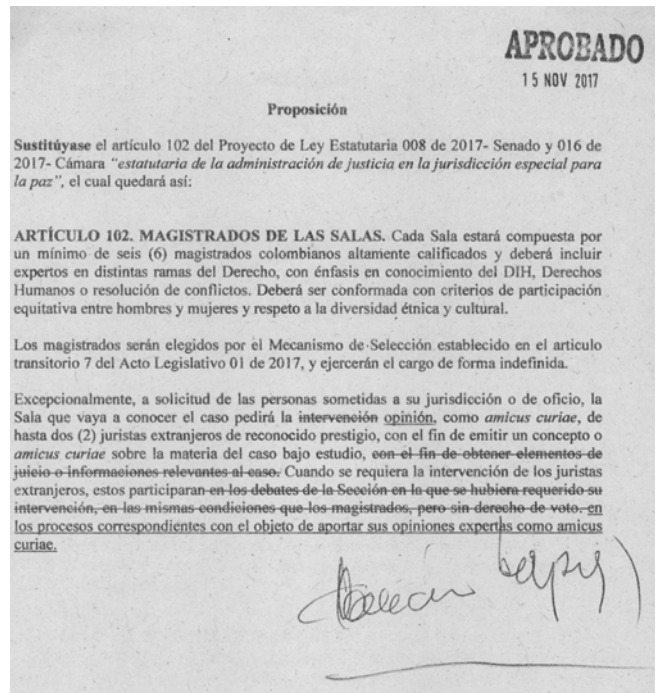 APROBADO
15 NOV 2017
Proposición
Sustitúyase el artículo 102 del Proyecto de Ley Estatutaria 008 de 2017- Senado y 016 de
2017- Cámara "estatutaria de la administración de justicia en la jurisdicción especial para
la paz", el cual quedará así:
ARTÍCULO 102. MAGISTRADOS DE LAS SALAS. Cada Sala estará compuesta por
un mínimo de seis (6) magistrados colombianos altamente calificados y deberá incluir
expertos en distintas ramas del Derecho, con énfasis en conocimiento del DIH, Derechos
Humanos o resolución de conflictos. Deberá ser conformada con criterios de participación
equitativa entre hombres y mujeres y respeto a la diversidad étnica y cultural.
Los magistrados serán elegidos por el Mecanismo de Selección establecido en el articulo
transitorio 7 del Acto Legislativo 01 de 2017, y ejercerán el cargo de forma indefinida.
Excepcionalmente, a solicitud de las personas sometidas a su jurisdicción o de oficio, la
Sala que vaya a conocer el caso pedirá la intervención opinión, como amicus curiae, de
hasta dos (2) juristas extranjeros de reconocido prestigio, con el fin de emitir un concepto o
amicus curiae sobre la materia del caso bajo estudio, con el fin de obtener elementos de
juicio o informaciones relevantes al caso. Cuando se requiera la intervención de los juristas
extranjeros, estos participaran en los debates de la Sección en la que se hubiera requerido su
intervención, en las mismas condiciones que los magistrados, pero sin derecho de voto. en
los procesos correspondientes con el objeto de aportar sus opiniones expertas como amicus
curiae.